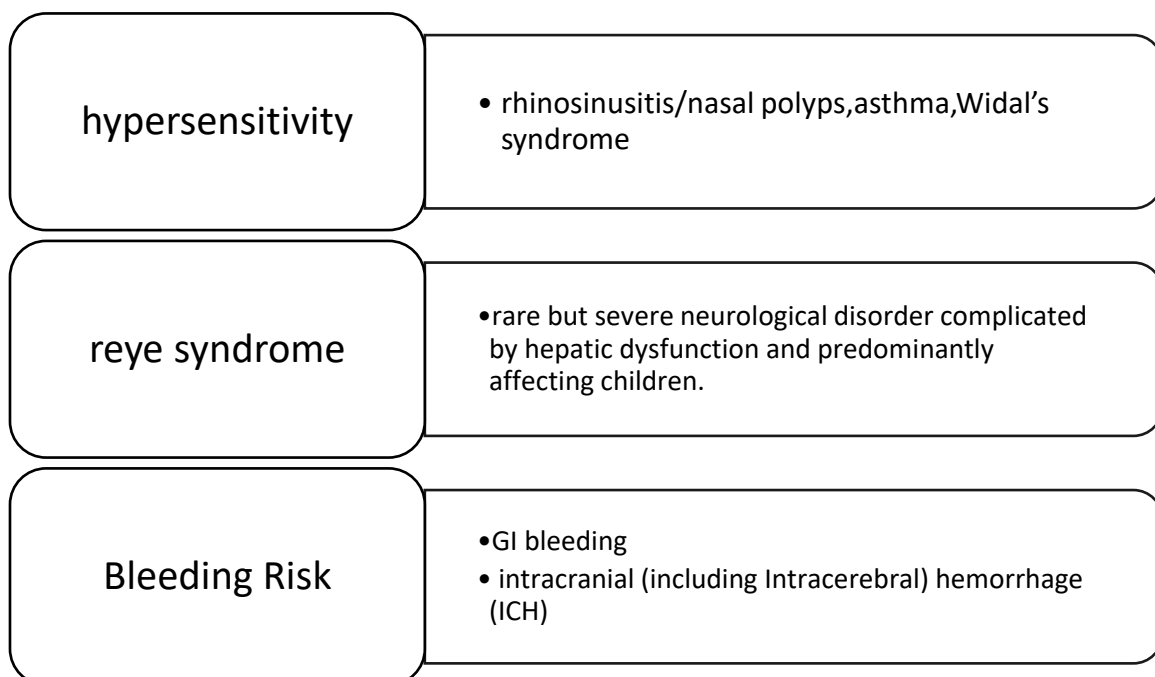 hypersensitivity
• rhinosinusitis/nasal polyps,asthma,Widal's
syndrome
reye syndrome
•rare but severe neurological disorder complicated
by hepatic dysfunction and predominantly
affecting children.
Bleeding Risk
•GI bleeding
• intracranial (including Intracerebral) hemorrhage
(ICH)